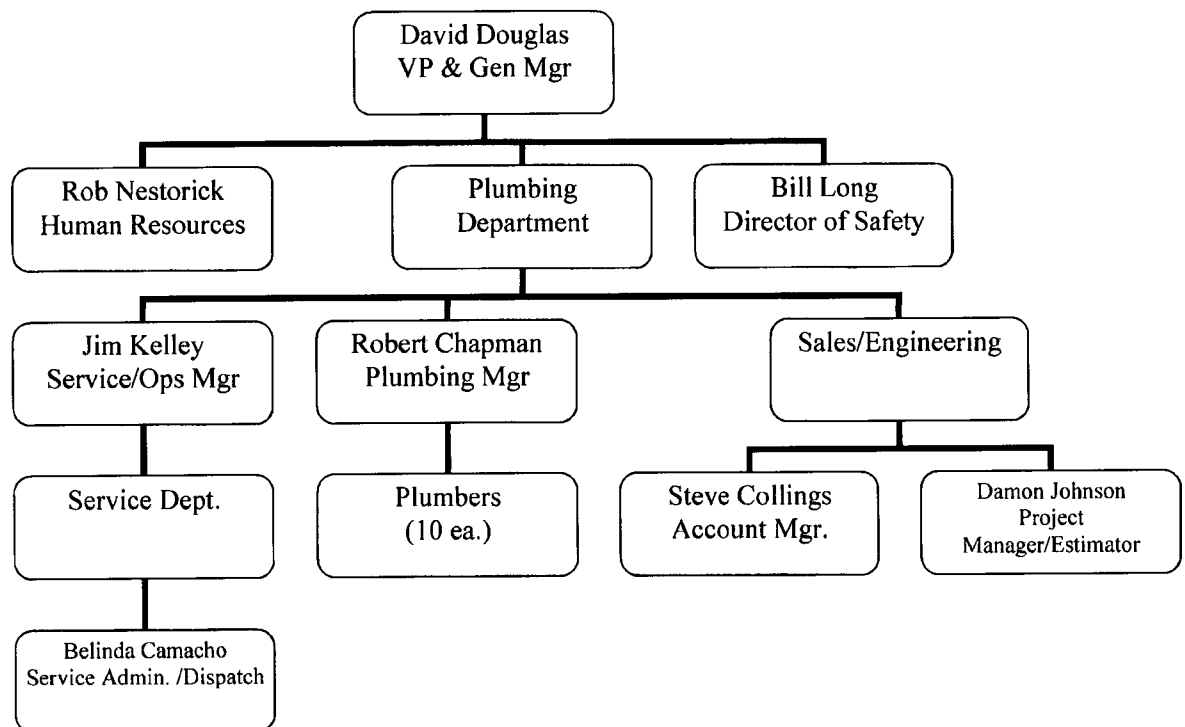 David Douglas
VP & Gen Mgr
Rob Nestorick
Human Resources
Plumbing
Department
Bill Long
Director of Safety
Jim Kelley
Service/Ops Mgr
Robert Chapman
Plumbing Mgr
Sales/Engineering
Service Dept.
Plumbers
(10 ea.)
Steve Collings
Account Mgr.
Damon Johnson
Project
Manager/Estimator
Belinda Camacho
Service Admin. /Dispatch